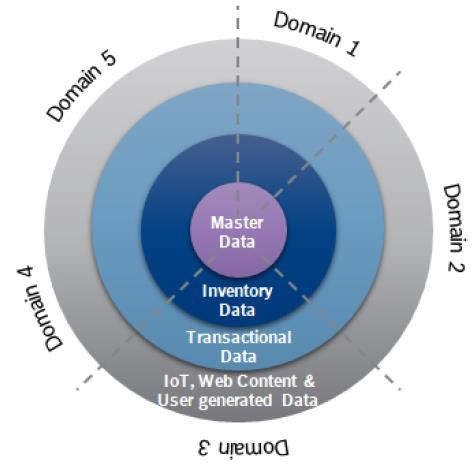 Domain 1
Domain 5
Domain 2
Master
Data
Inventory
Data
Domain 4
Transactional
Data
IoT, Web Content &
User generated Data
Domain 3